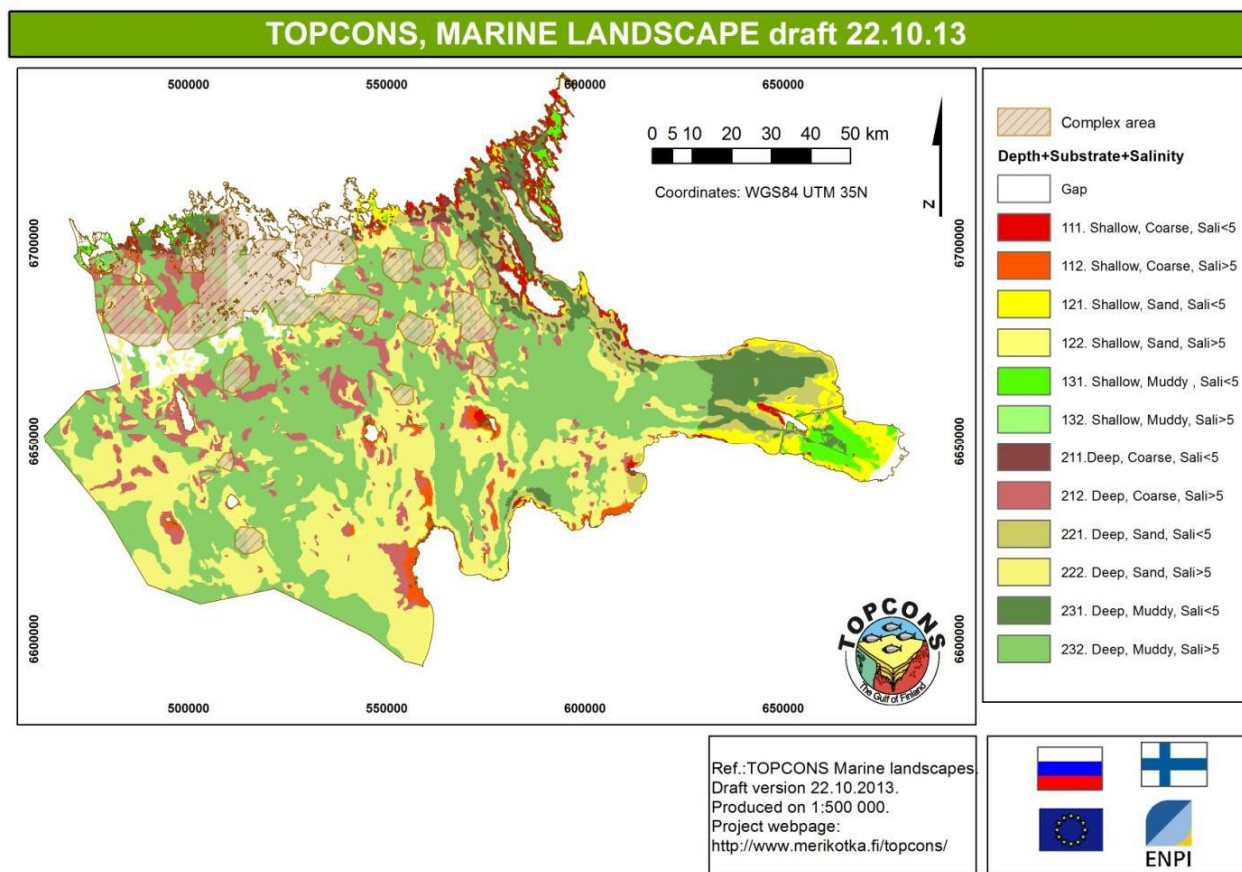 TOPCONS, MARINE LANDSCAPE draft 22.10.13
500000
550000
600000
650000
0 5 10 20 30 40 50 km
Coordinates: WGS84 UTM 35N
N
6700000
6700000
6650000
6650000
6600000
6600000
TOPCONS
The Gulf of Finland
500000
550000
600000
650000
Complex area
Depth+Substrate+Salinity
Gap
111. Shallow, Coarse, Sali<5
112. Shallow, Coarse, Sali>5
121. Shallow, Sand, Sali<5
122. Shallow, Sand, Sali>5
131. Shallow, Muddy , Sali<5
132. Shallow, Muddy, Sali>5
211.Deep, Coarse, Sali<5
212. Deep, Coarse, Sali>5
221. Deep, Sand, Sali<5
222. Deep, Sand, Sali>5
231. Deep, Muddy, Sali<5
232. Deep, Muddy, Sali>5
Ref.:TOPCONS Marine landscapes.
Draft version 22.10.2013.
Produced on 1:500 000.
Project webpage:
http://www.merikotka.fi/topcons/
ENPI